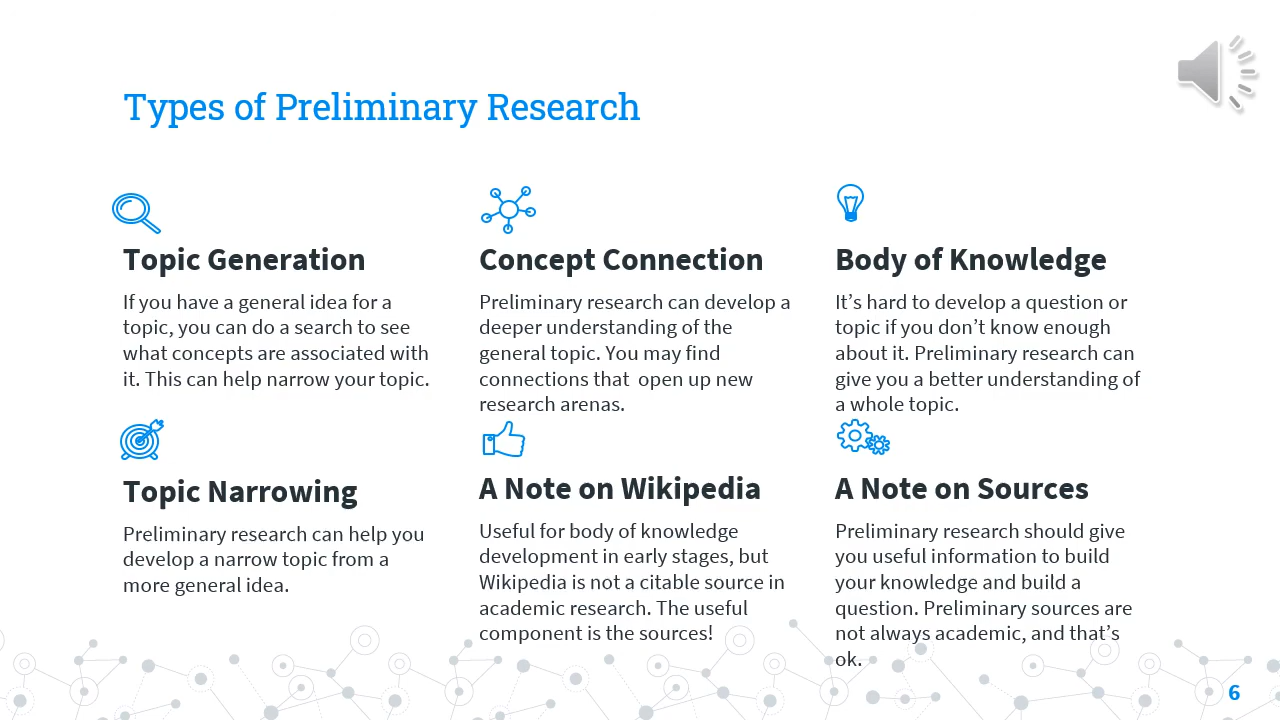 Types of Preliminary Research
Topic Generation
If you have a general idea for a
topic, you can do a search to see
what concepts are associated with
it. This can help narrow your topic.
Concept Connection
Preliminary research can develop a
deeper understanding of the
general topic. You may find
connections that  open up new
research arenas.
Body of Knowledge
It’s hard to develop a question or
topic if you don’t know enough
about it. Preliminary research can
give you a better understanding of
a whole topic.
Topic Narrowing
Preliminary research can help you
develop a narrow topic from a
more general idea.
A Note on Wikipedia
Useful for body of knowledge
development in early stages, but
Wikipedia is not a citable source in
academic research. The useful
component is the sources!
A Note on Sources
Preliminary research should give
you useful information to build
your knowledge and build a
question. Preliminary sources are
not always academic, and that’s
ok.
6